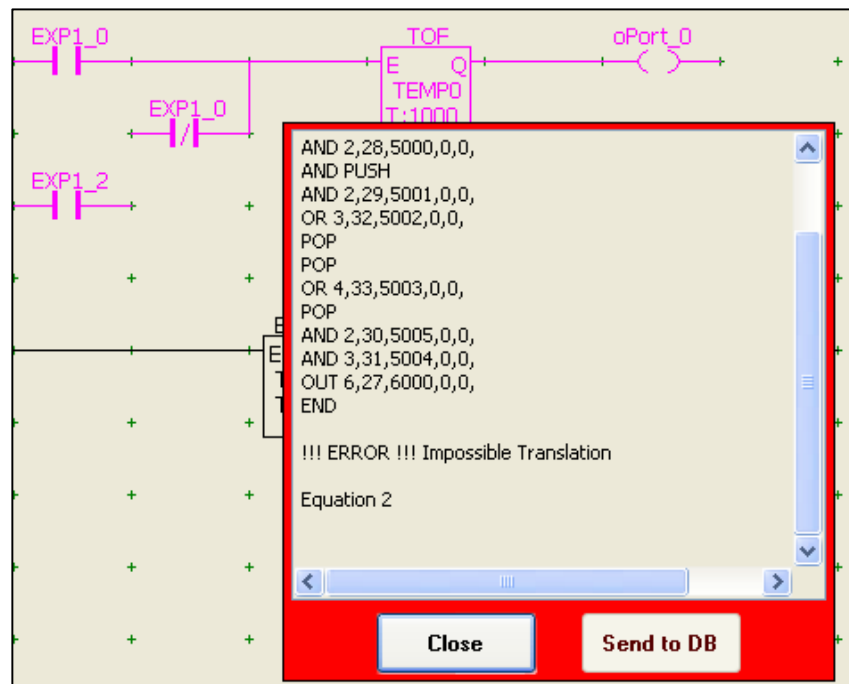 EXP1_0 TOF oPort_0
E Q
TEMP0
EXP1_0 T:1000
EXP1_2
E
E
T
T
AND 2,28,5000,0,0,
AND PUSH
AND 2,29,5001,0,0,
OR 3,32,5002,0,0,
POP
POP
OR 4,33,5003,0,0,
POP
AND 2,30,5005,0,0,
AND 3,31,5004,0,0,
OUT 6,27,6000,0,0,
END
!!! ERROR !!! Impossible Translation
Equation 2
Close Send to DB